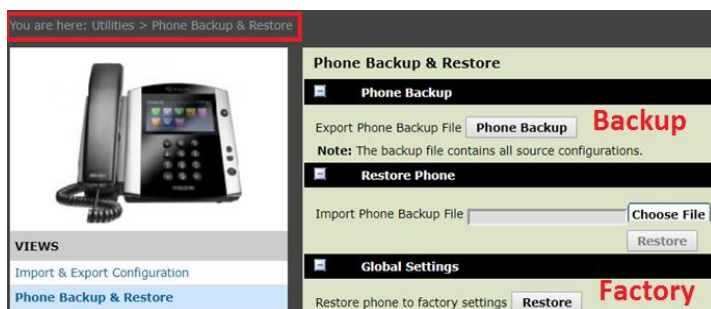 You are here: Utilities > Phone Backup & Restore
Phone Backup & Restore
Phone Backup
Export Phone Backup File Phone Backup Backup
Note: The backup file contains all source configurations.
Restore Phone
Import Phone Backup File Choose File
Restore
VIEWS
Import & Export Configuration
Phone Backup & Restore
Global Settings
Restore phone to factory settings Restore Factory